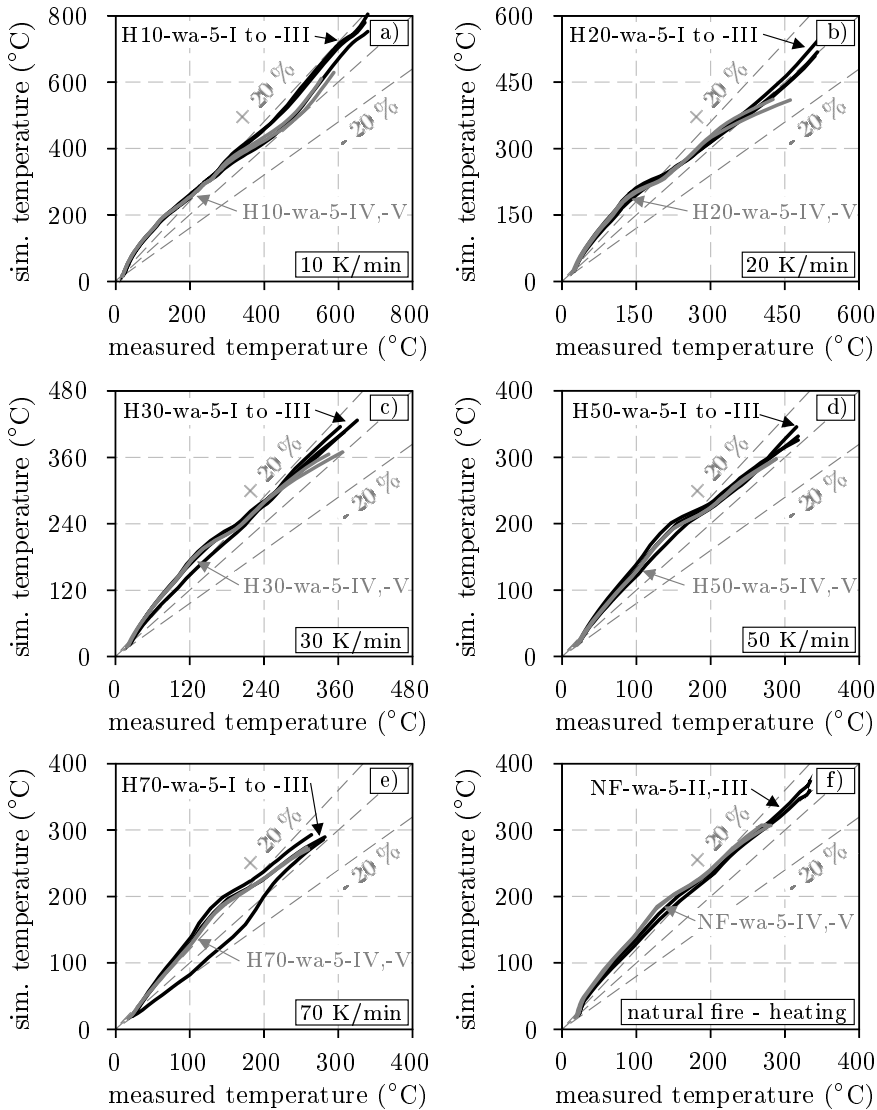 800
600
400
200
0
sim. temperature (°C)
H10-wa-5-I to -III
a)
20 %
- 20 %
H10-wa-5-IV,-V
10 K/min
0
200
400
600
800
measured temperature (°C)
600
450
300
150
0
sim. temperature (°C)
H20-wa-5-I to -III
b)
20 %
- 20 %
H20-wa-5-IV,-V
20 K/min
0
150
300
450
600
measured temperature (°C)
480
360
240
120
0
sim. temperature (°C)
H30-wa-5-I to -III
c)
20 %
- 20 %
H30-wa-5-IV,-V
30 K/min
0
120
240
360
480
measured temperature (°C)
400
300
200
100
0
sim. temperature (°C)
H50-wa-5-I to -III
d)
20 %
- 20 %
H50-wa-5-IV,-V
50 K/min
0
100
200
300
400
measured temperature (°C)
400
300
200
100
0
sim. temperature (°C)
H70-wa-5-I to -III
e)
20 %
- 20 %
H70-wa-5-IV,-V
70 K/min
0
100
200
300
400
measured temperature (°C)
400
300
200
100
0
sim. temperature (°C)
NF-wa-5-II,-III
f)
20 %
- 20 %
NF-wa-5-IV,-V
natural fire - heating
0
100
200
300
400
measured temperature (°C)